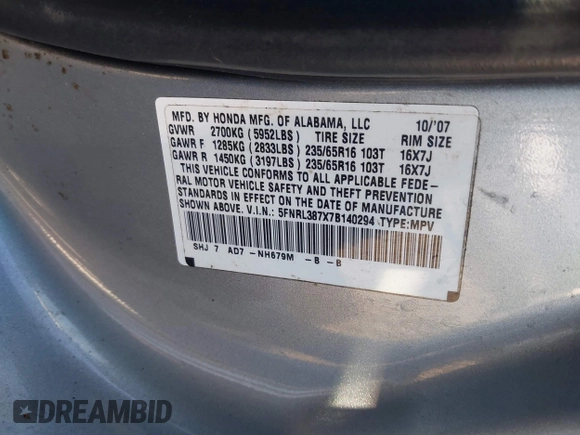 MFD. BY HONDA MFG. OF ALABAMA, LLC 10/'07
GVWR 2700KG (5952LBS) TIRE SIZE RIM SIZE
GAWR F 1285KG (2833LBS) 235/65R16 103T 16X7J
GAWR R 1450KG (3197LBS) 235/65R16 103T 16X7J
THIS VEHICLE CONFORMS TO ALL APPLICABLE FEDE-
RAL MOTOR VEHICLE SAFETY AND THEFT PREVENTION
STANDARDS IN EFFECT ON THE DATE OF MANUFACTURE
SHOWN ABOVE. V.I.N.: 5FNRL387X7B140294 TYPE:MPV
SHJ 7 AD7 -NH679M -B -B
DREAMBID